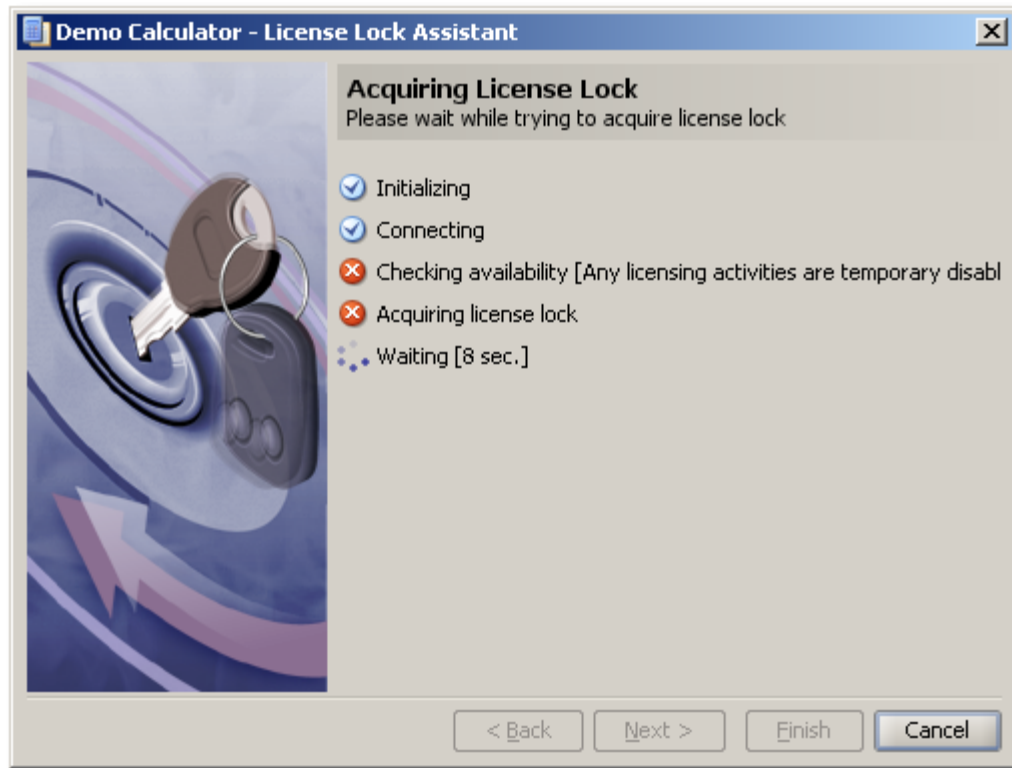 Demo Calculator - License Lock Assistant
Acquiring License Lock
Please wait while trying to acquire license lock
Initializing
Connecting
Checking availability [Any licensing activities are temporary disabl
Acquiring license lock
Waiting [8 sec.]
< Back Next > Finish Cancel